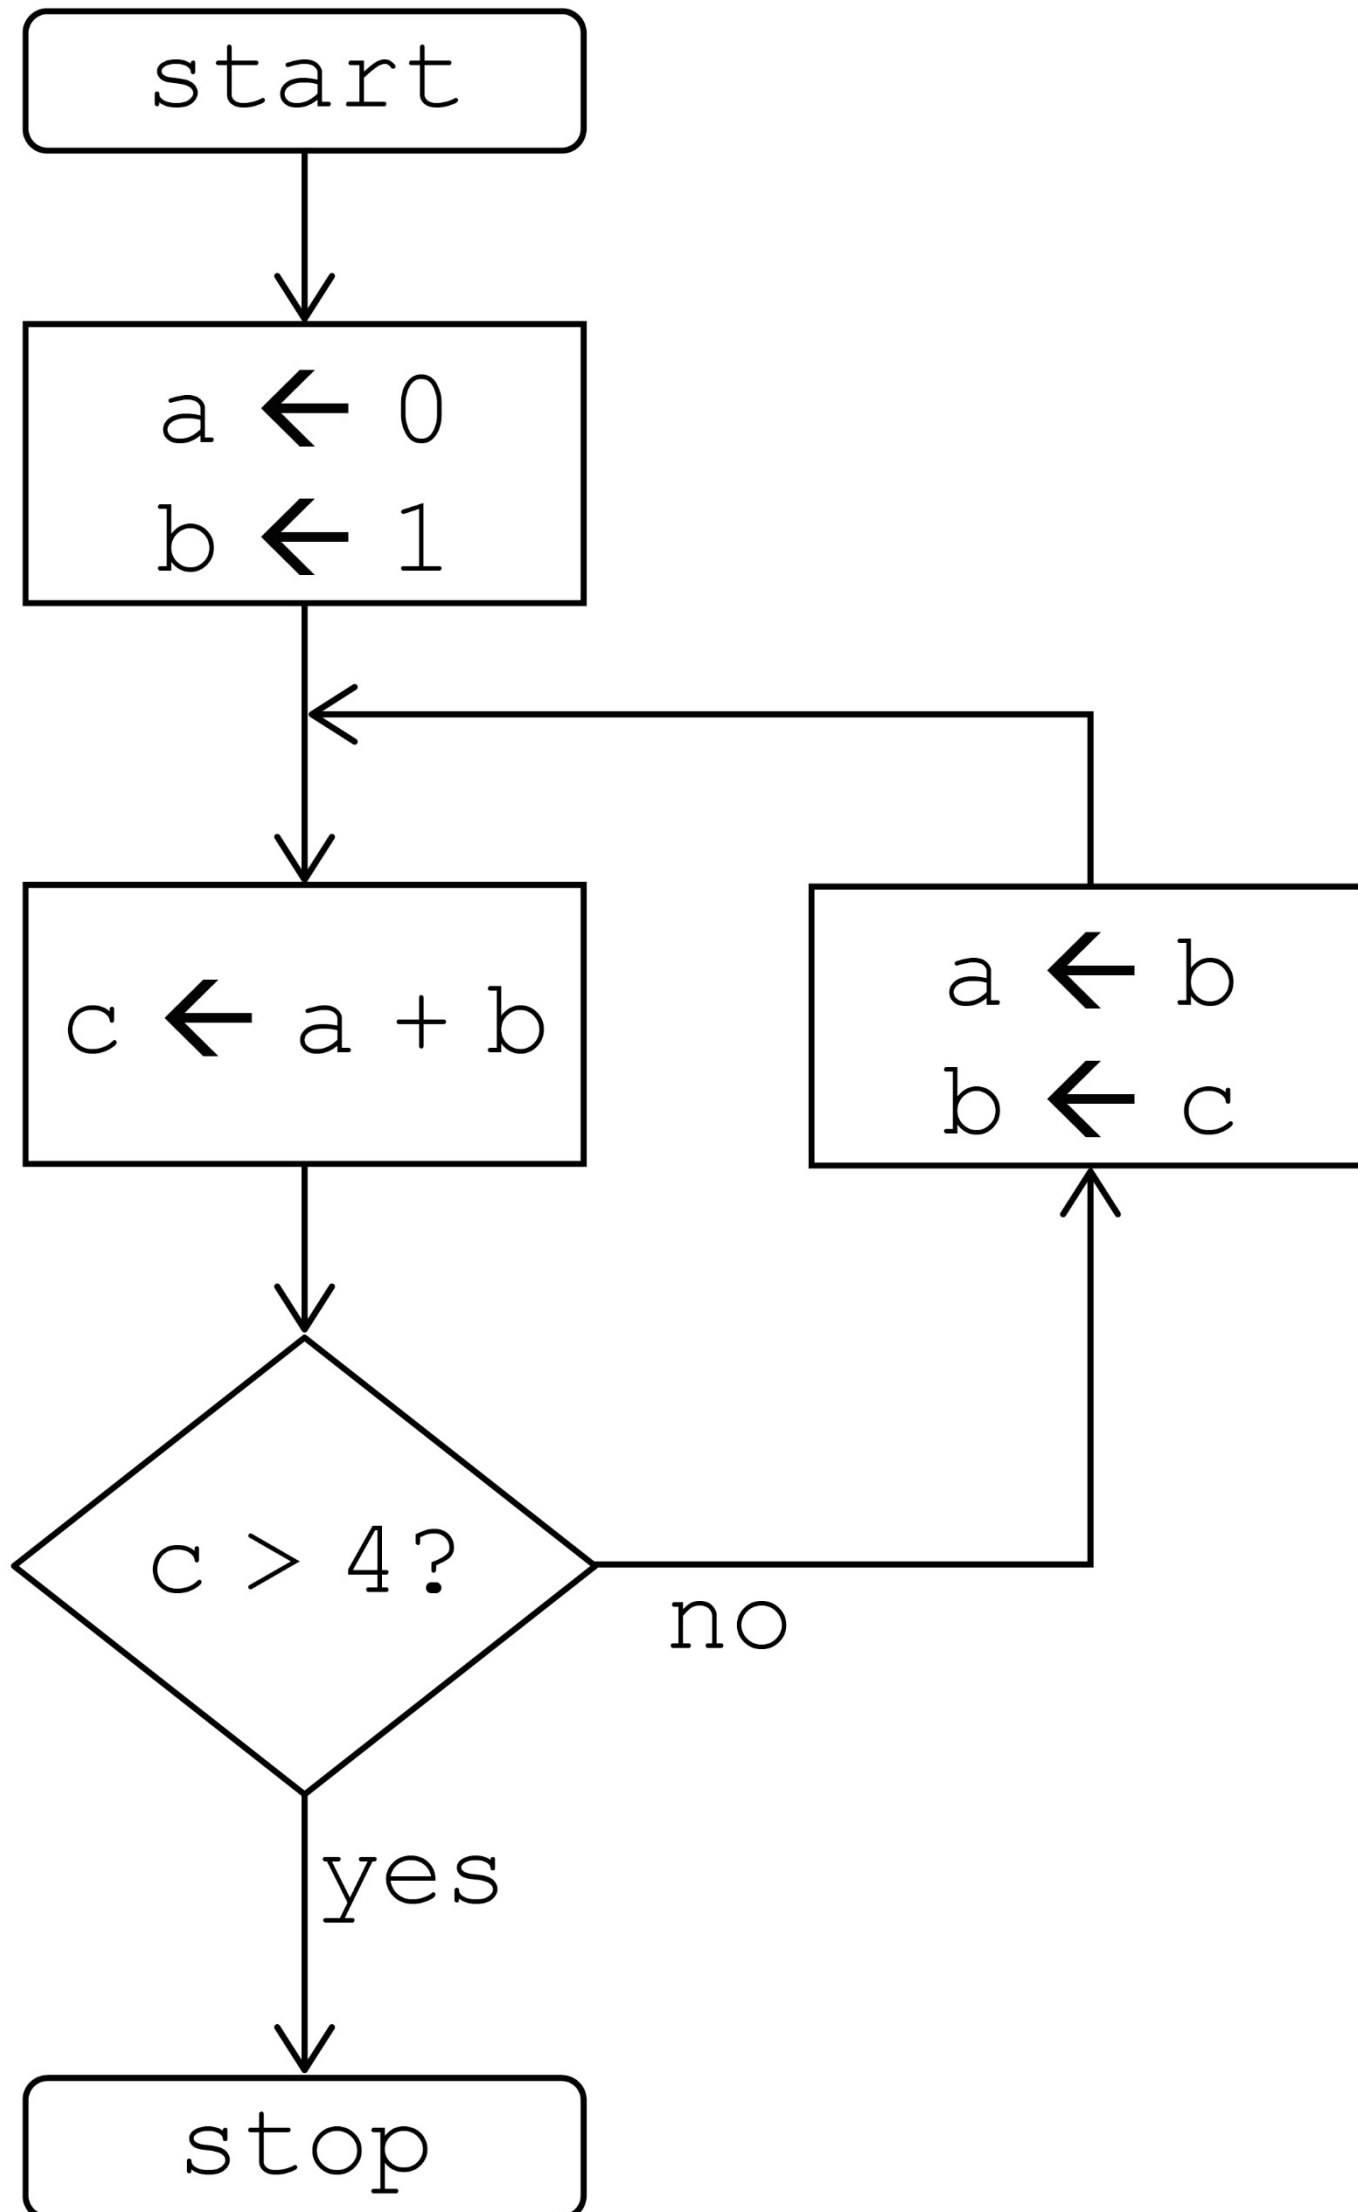 start
a ← 0
b ← 1
c ← a + b
a ← b
b ← c
c > 4?
no
yes
stop